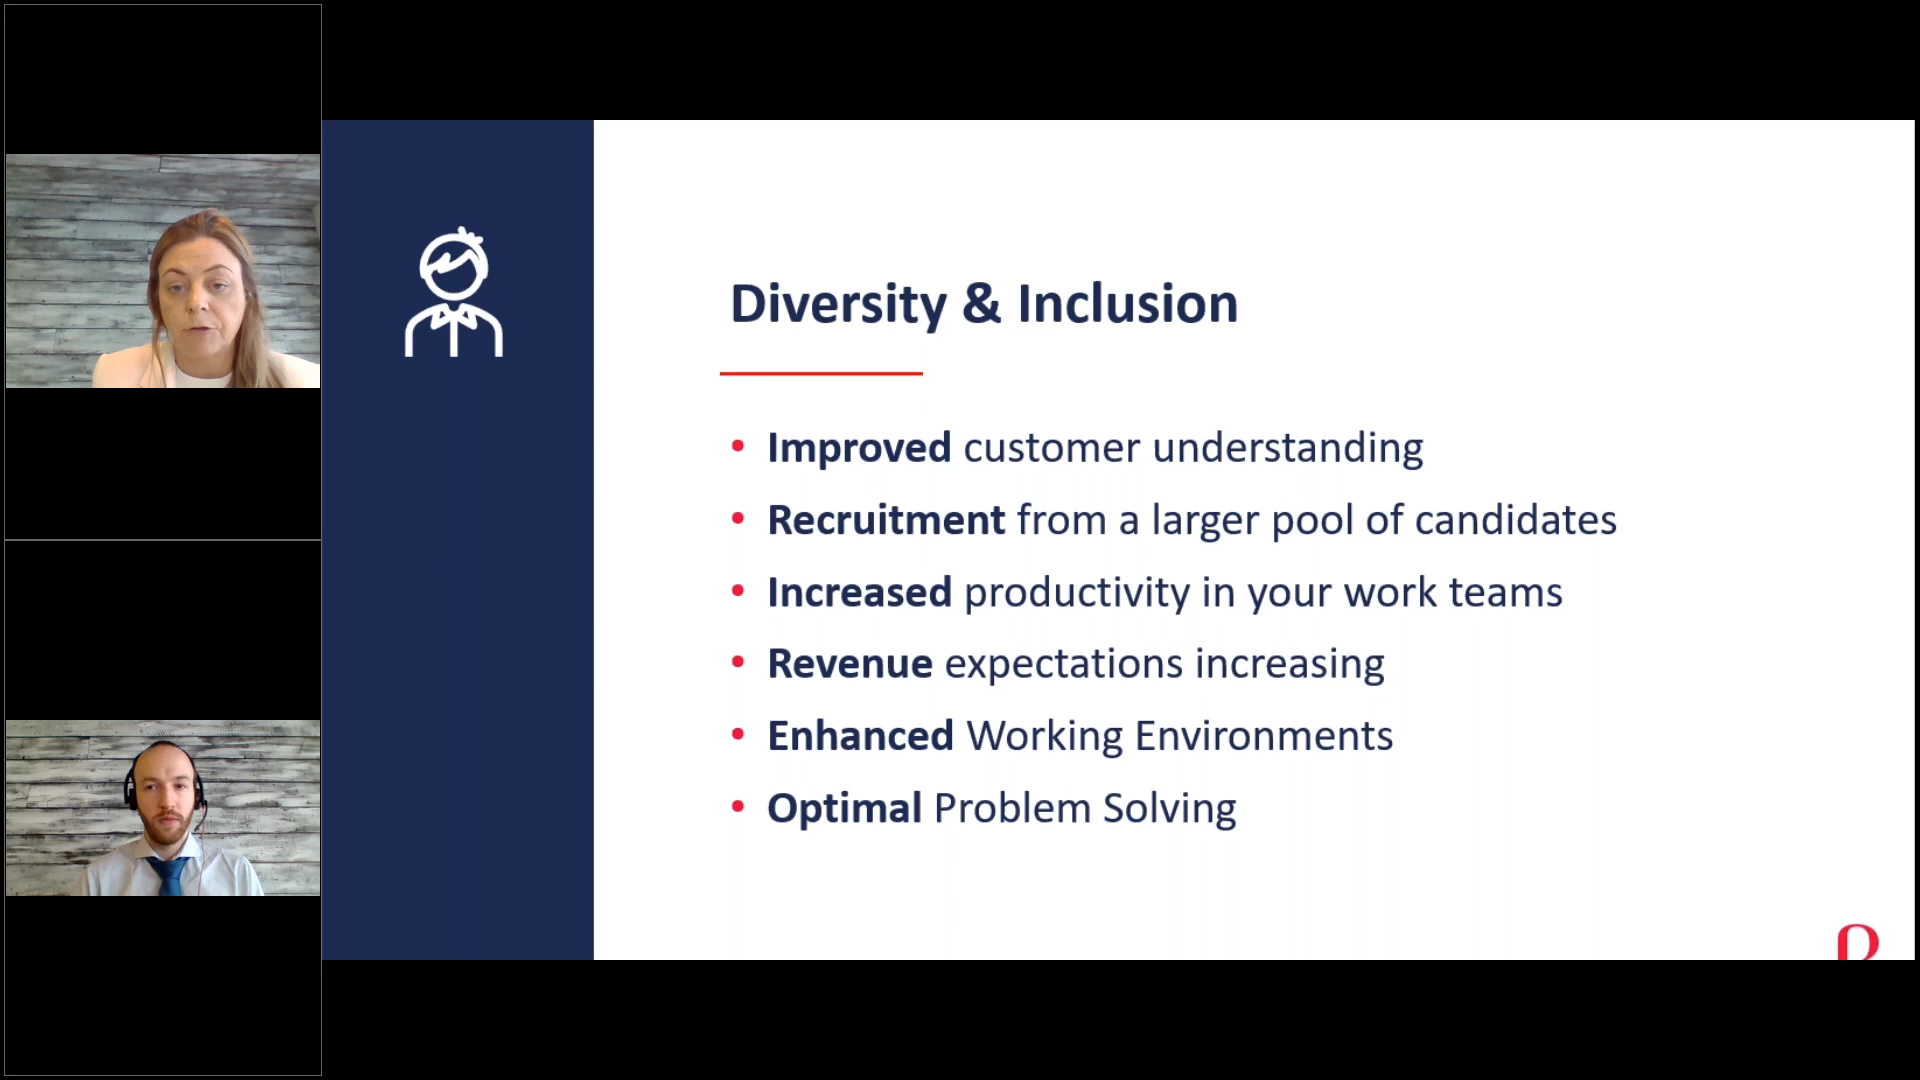 Diversity & Inclusion
• Improved customer understanding
• Recruitment from a larger pool of candidates
• Increased productivity in your work teams
• Revenue expectations increasing
• Enhanced Working Environments
• Optimal Problem Solving